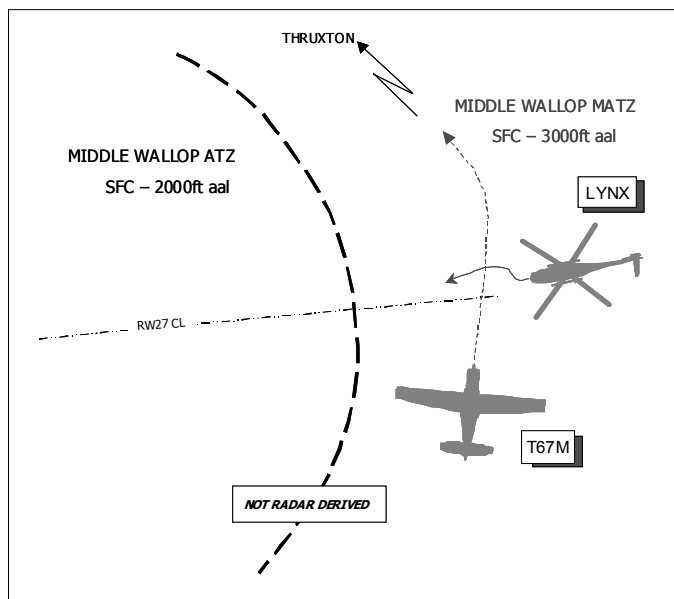 THRUXTON
MIDDLE WALLOP MATZ
SFC – 3000ft aal
MIDDLE WALLOP ATZ
SFC – 2000ft aal
LYNX
RW27 CL
T67M
NOT RADAR DERIVED